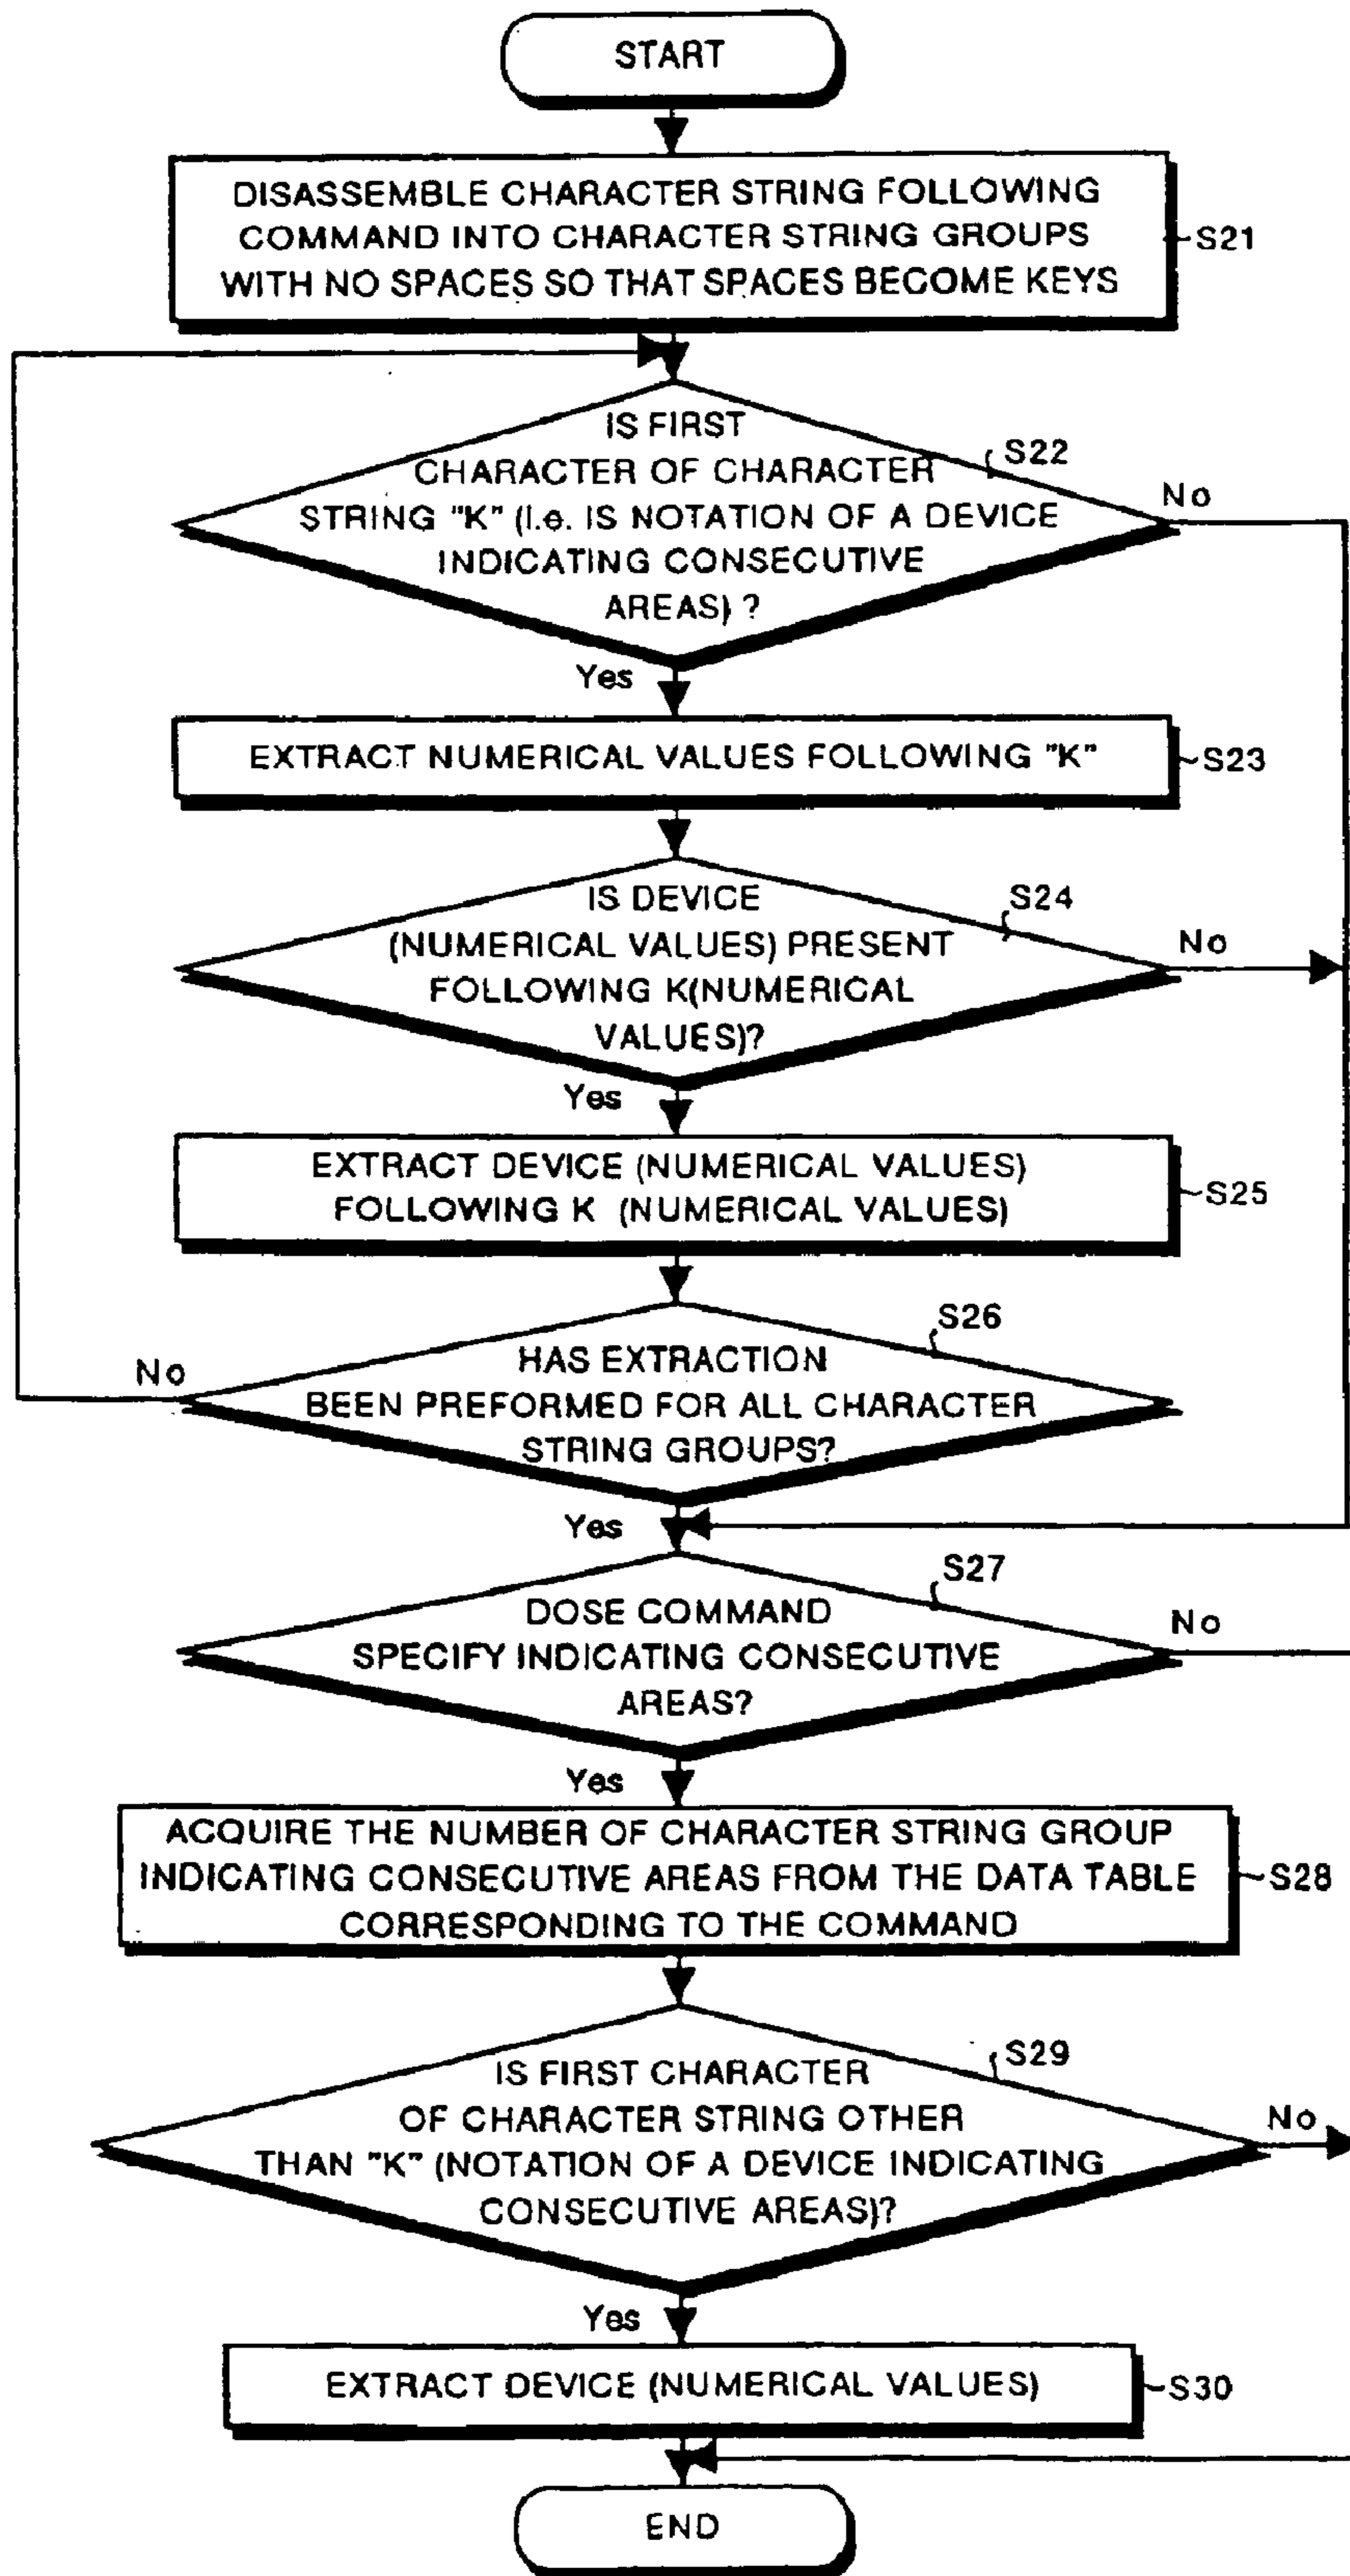 START
DISASSEMBLE CHARACTER STRING FOLLOWING
COMMAND INTO CHARACTER STRING GROUPS
WITH NO SPACES SO THAT SPACES BECOME KEYS
S21
IS FIRST
CHARACTER OF CHARACTER
STRING "K" (I.e. IS NOTATION OF A DEVICE
INDICATING CONSECUTIVE
AREAS) ?
S22
No
Yes
EXTRACT NUMERICAL VALUES FOLLOWING "K"
S23
IS DEVICE
(NUMERICAL VALUES) PRESENT
FOLLOWING K(NUMERICAL
VALUES)?
S24
No
Yes
EXTRACT DEVICE (NUMERICAL VALUES)
FOLLOWING K (NUMERICAL VALUES)
S25
HAS EXTRACTION
BEEN PREFORMED FOR ALL CHARACTER
STRING GROUPS?
S26
No
Yes
DOSE COMMAND
SPECIFY INDICATING CONSECUTIVE
AREAS?
S27
No
Yes
ACQUIRE THE NUMBER OF CHARACTER STRING GROUP
INDICATING CONSECUTIVE AREAS FROM THE DATA TABLE
CORRESPONDING TO THE COMMAND
S28
IS FIRST CHARACTER
OF CHARACTER STRING OTHER
THAN "K" (NOTATION OF A DEVICE INDICATING
CONSECUTIVE AREAS)?
S29
No
Yes
EXTRACT DEVICE (NUMERICAL VALUES)
S30
END